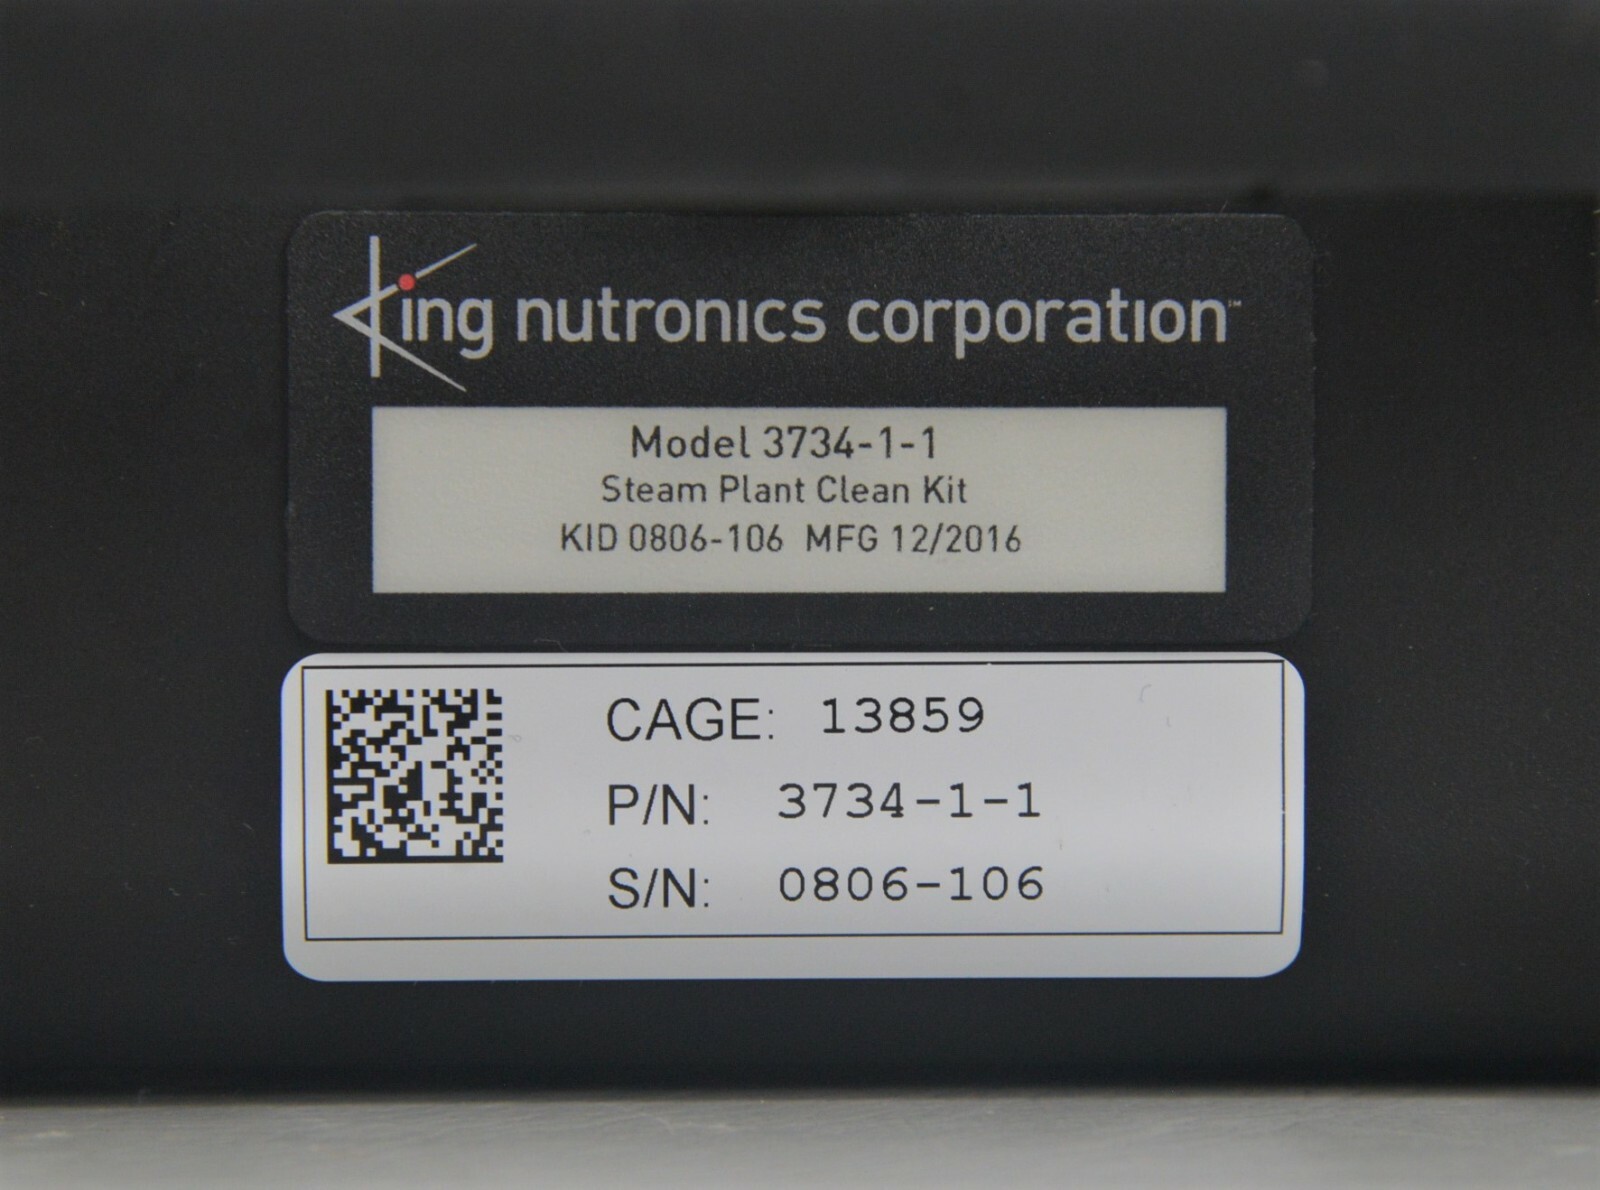 King nutronics corporation™
Model 3734-1-1
Steam Plant Clean Kit
KID 0806-106 MFG 12/2016
CAGE: 13859
P/N: 3734-1-1
S/N: 0806-106